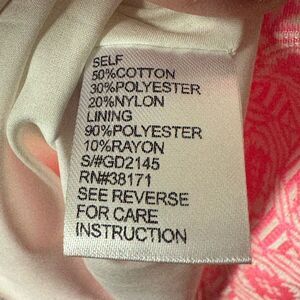 SELF
50%COTTON
30%POLYESTER
20%NYLON
LINING
90%POLYESTER
10%RAYON
S/#GD2145
RN#38171
SEE REVERSE
FOR CARE
INSTRUCTION